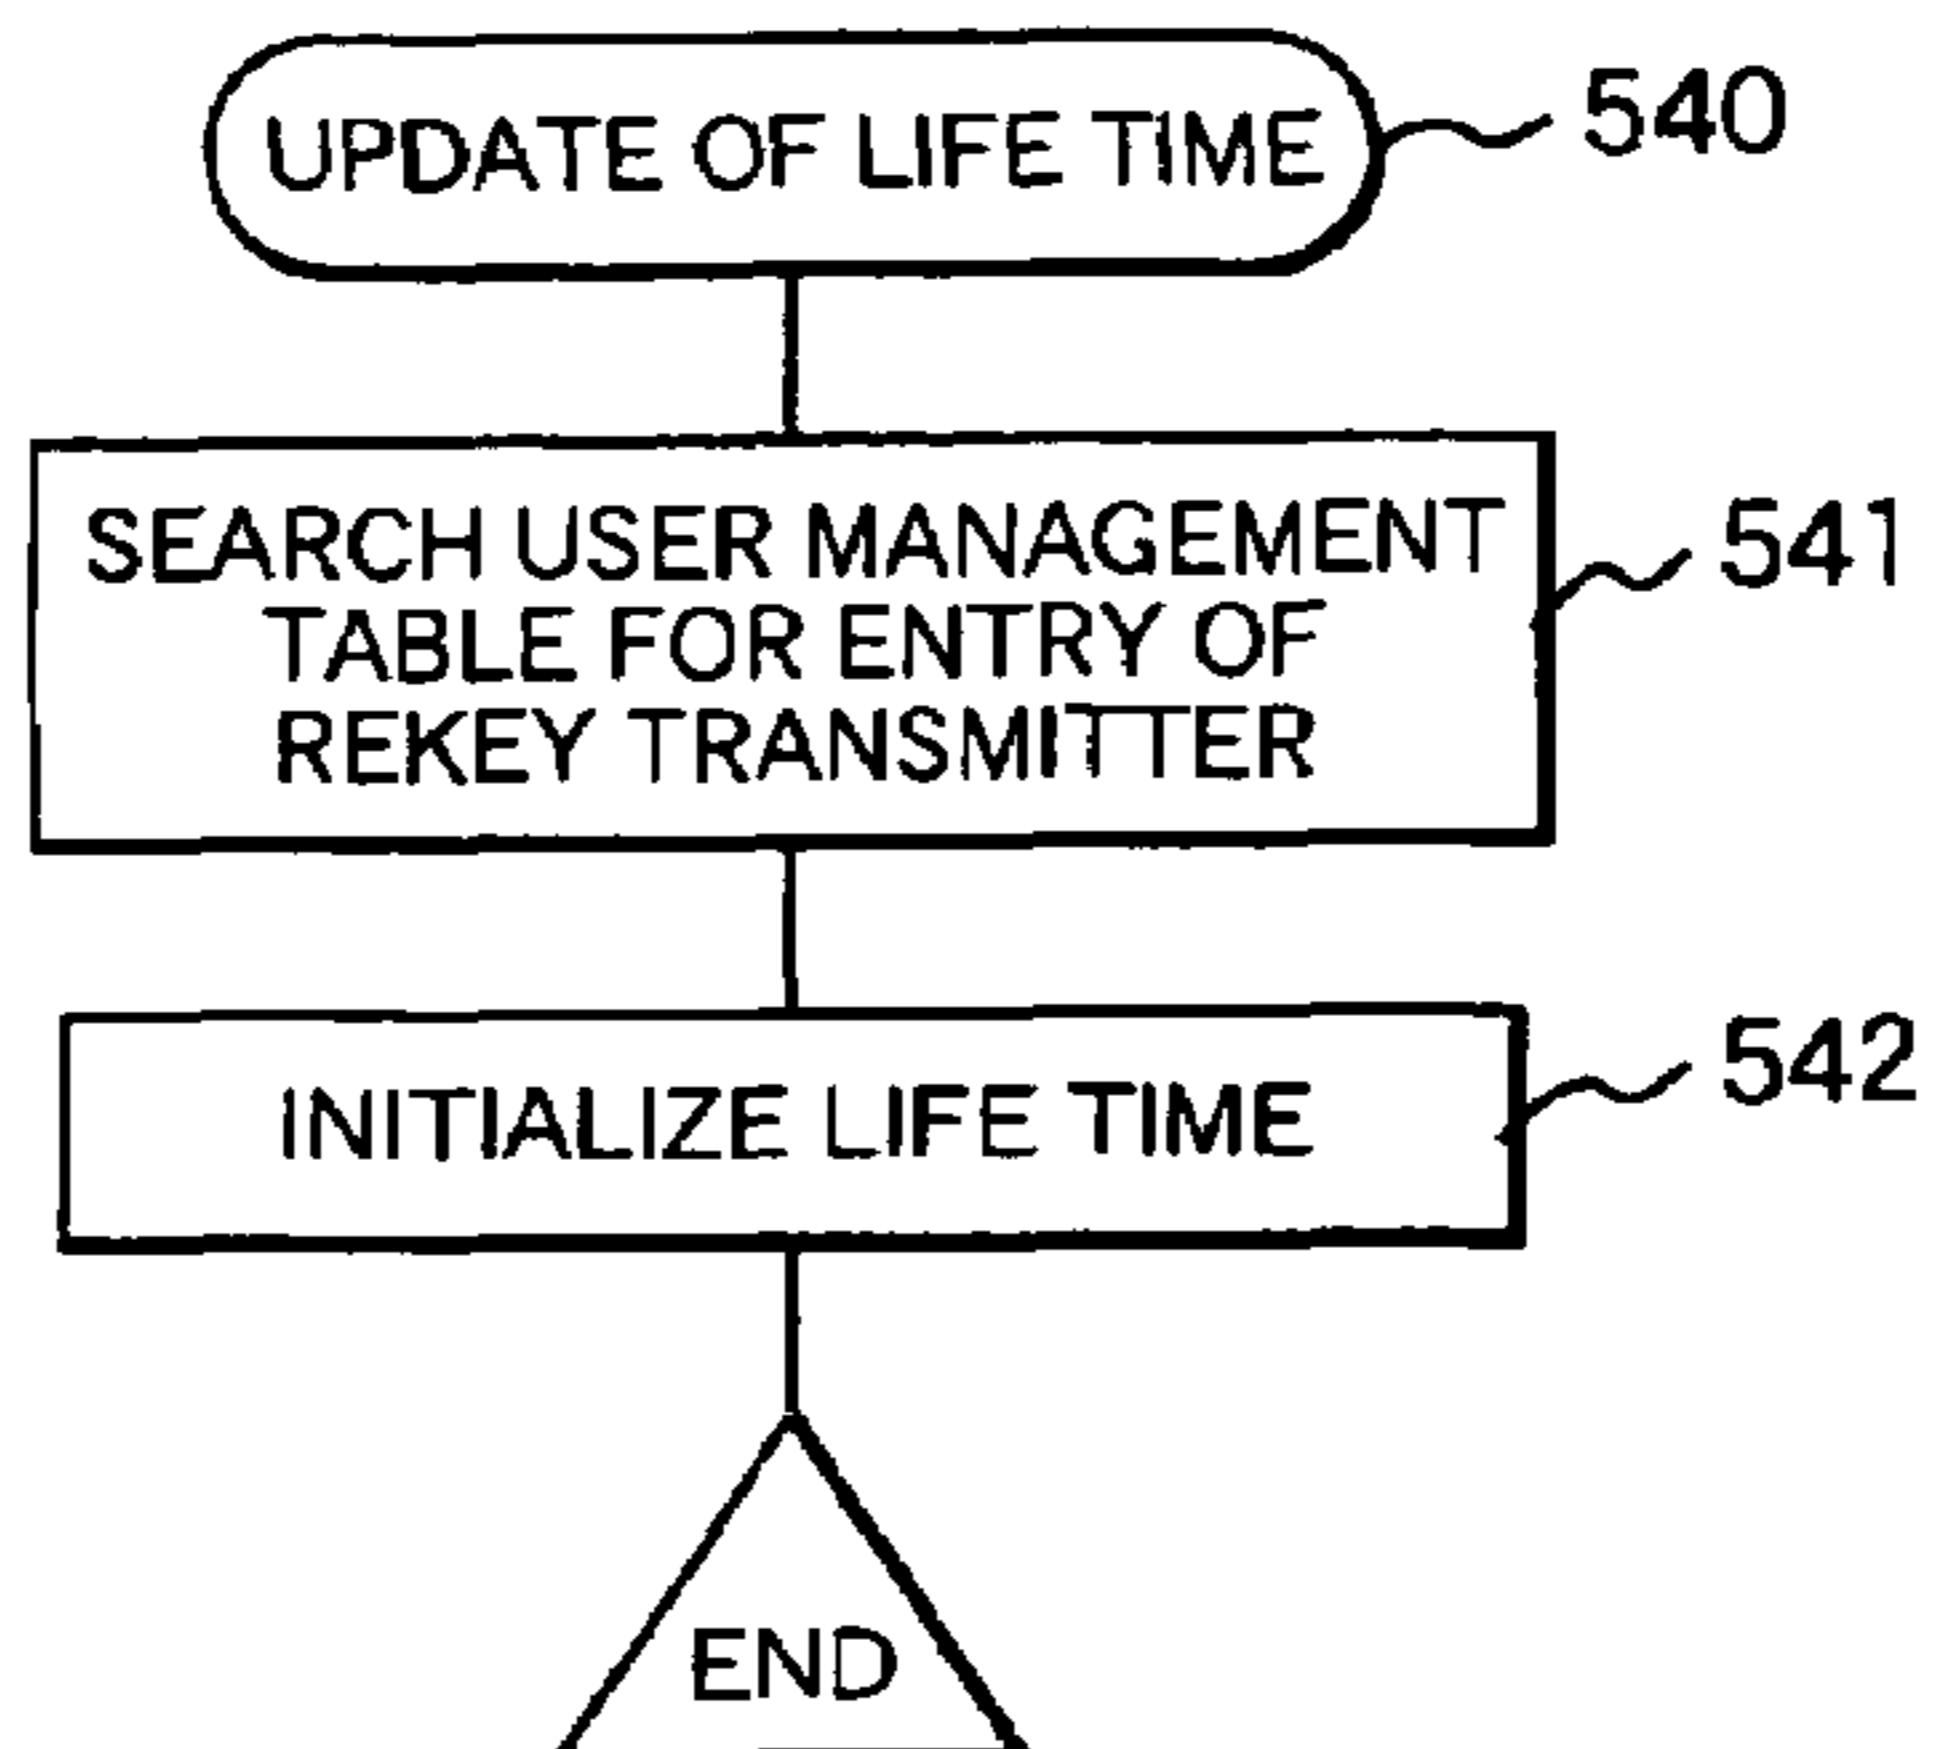 UPDATE OF LIFE TIME
540
SEARCH USER MANAGEMENT
TABLE FOR ENTRY OF
REKEY TRANSMITTER
541
INITIALIZE LIFE TIME
542
END